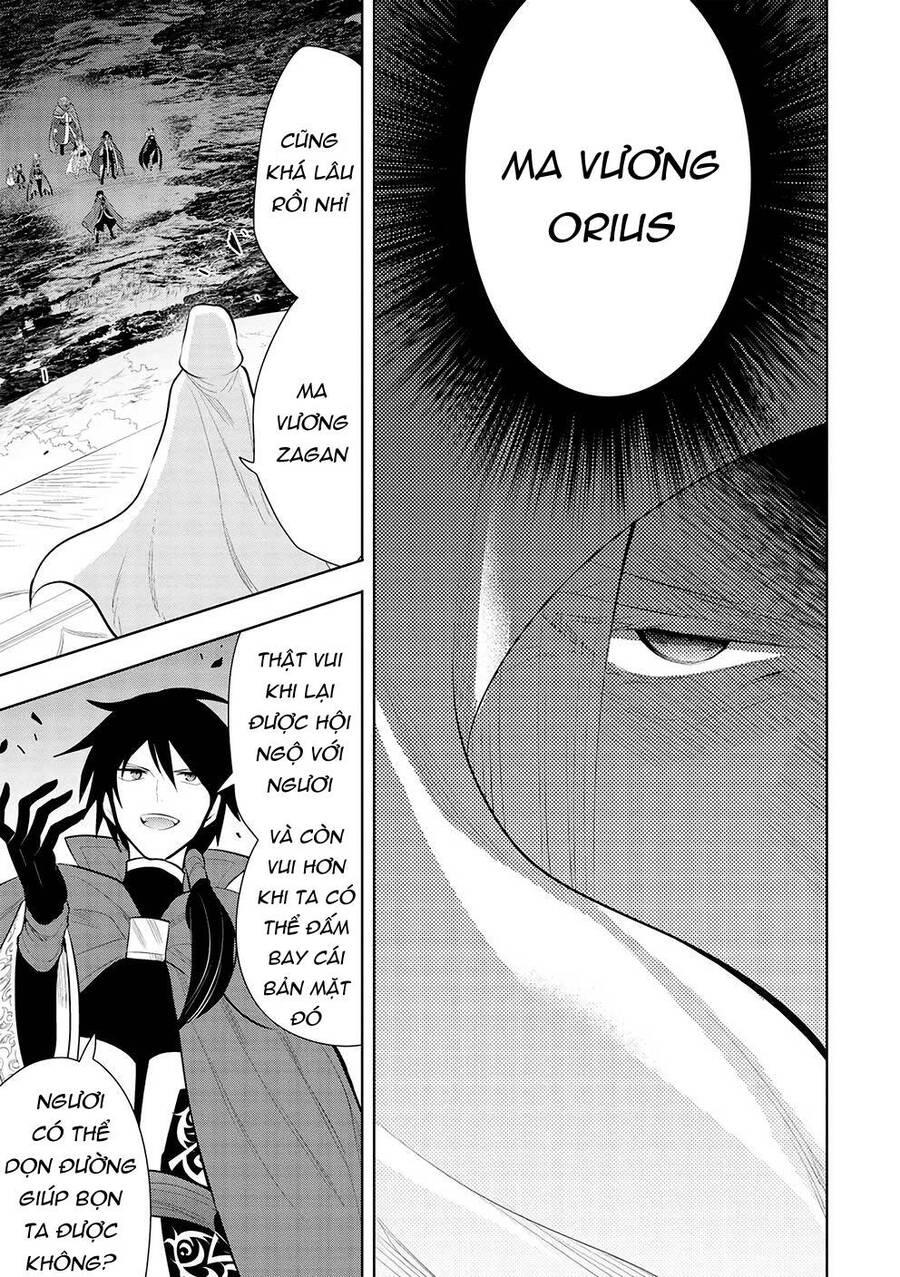 MA VƯƠNG
ORIUS
CŨNG
KHÁ LÂU
RỒI NHỈ
MA
VƯƠNG
ZAGAN
THẬT VUI
KHI LẠI
ĐƯỢC HỘI
NGỘ VỚI
NGƯƠI
VÀ CÒN
VUI HƠN
KHI TA CÓ
THỂ ĐẤM
BAY CÁI
BẢN MẶT
ĐÓ
NGƯƠI
CÓ THỂ
DỌN ĐƯỜNG
GIÚP BỌN
TA ĐƯỢC
KHÔNG?